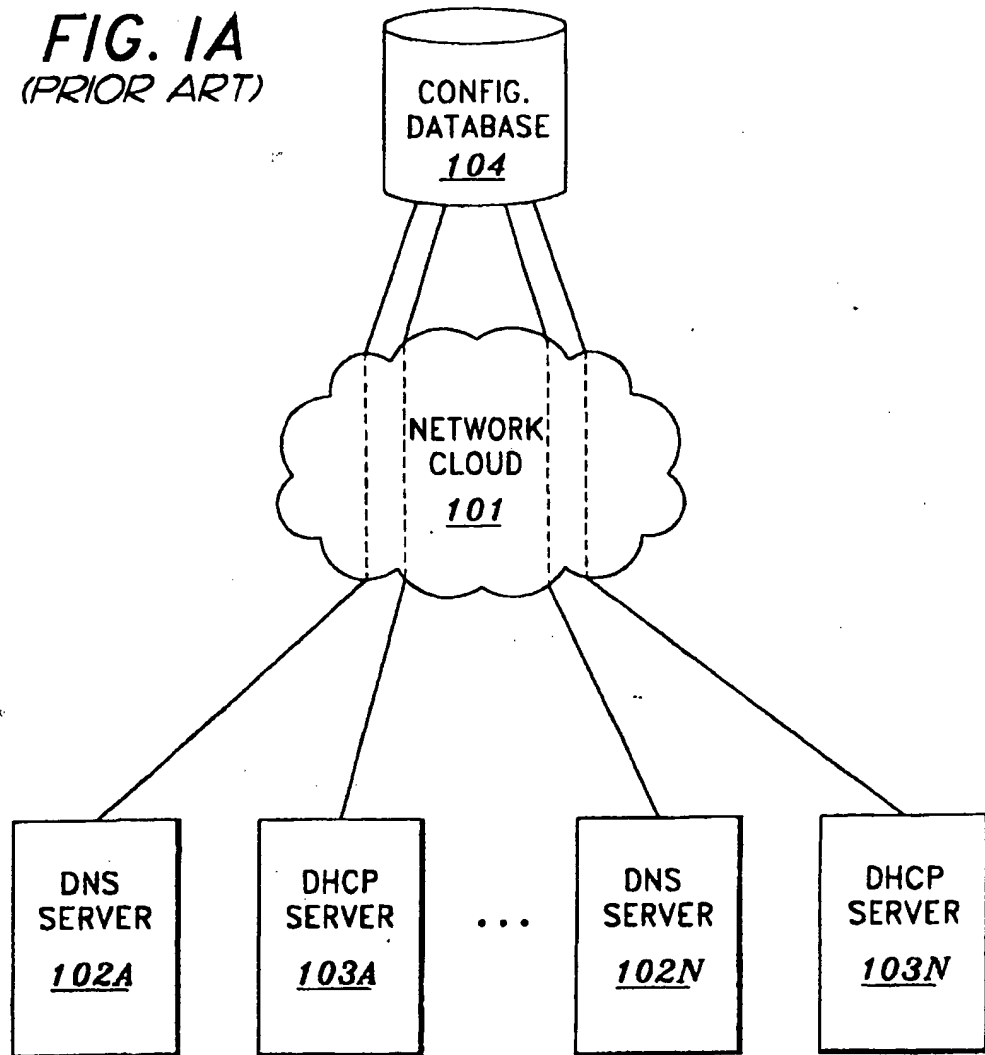 FIG. 1A
(PRIOR ART)
CONFIG.
DATABASE
104
NETWORK
CLOUD
101
DNS
SERVER
102A
DHCP
SERVER
103A
...
DNS
SERVER
102N
DHCP
SERVER
103N